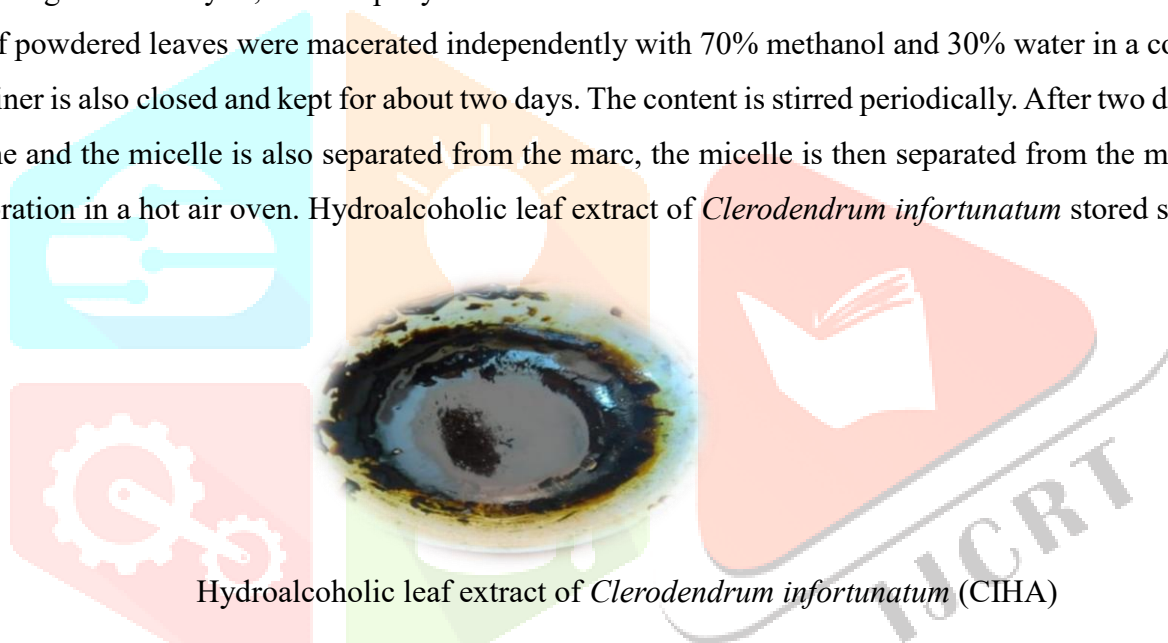 f powdered leaves were macerated independently with 70% methanol and 30% water in a co
iner is also closed and kept for about two days. The content is stirred periodically. After two d
e and the micelle is also separated from the marc, the micelle is then separated from the m
ration in a hot air oven. Hydroalcoholic leaf extract of Clerodendrum infortunatum stored s
Hydroalcoholic leaf extract of Clerodendrum infortunatum (CIHA)
IJCRT